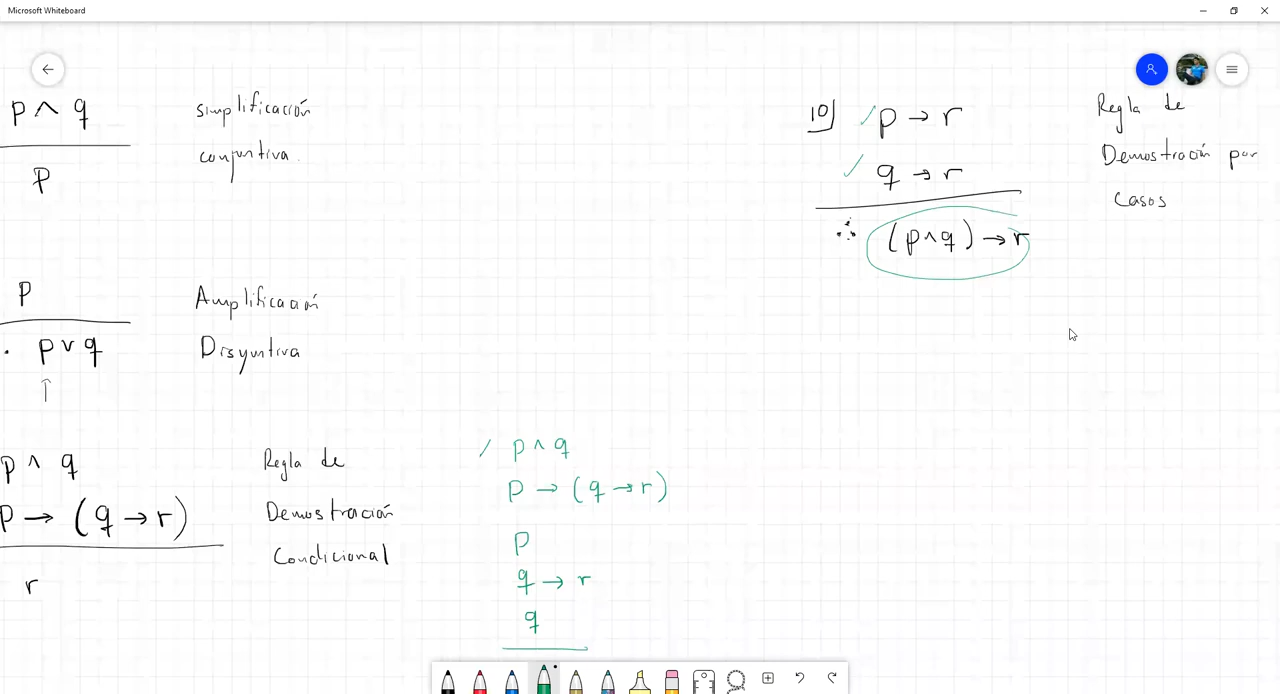 Microsoft Whiteboard
p ∧ q
simplificación
conjuntiva
p
p
Amplificación
p ∨ q
Disyuntiva
p ∧ q
p → (q → r)
r
Regla de
Demostración
Condicional
p ∧ q
p → (q → r)
p
q → r
q
10) p → r
q → r
∴ (p ∧ q) → r
Regla de
Demostración por
Casos